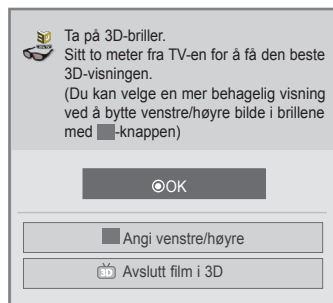 Ta på 3D-briller.
Sitt to meter fra TV-en for å få den beste
3D-visningen.
(Du kan velge en mer behagelig visning
ved å bytte venstre/høyre bilde i brillene
med -knappen)
OK
Angi venstre/høyre
3D Avslutt film i 3D